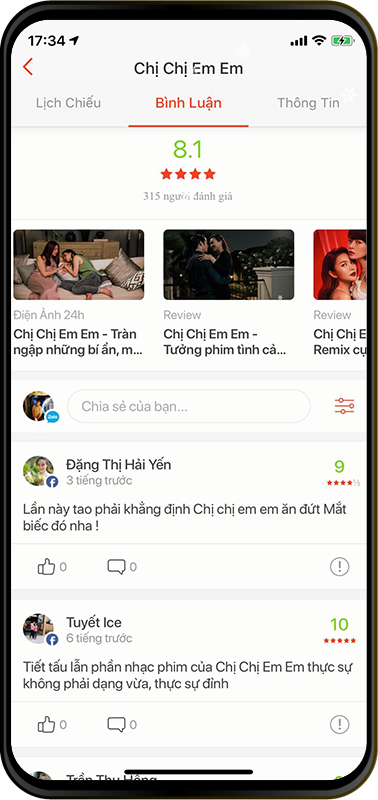 17:34
Chị Chị Em Em
Lịch Chiếu
Bình Luận
Thông Tin
8.1
315 người đánh giá
Điện Ảnh 24h
Chị Chị Em Em - Tràn
ngập những bí ẩn, m...
Review
Chị Chị Em Em -
Tưởng phim tình cả...
Review
Chị Chị E
Remix cụ
Zalo
Chia sẻ của bạn...
Đặng Thị Hải Yến
9
3 tiếng trước
½
Lần này tao phải khẳng định Chị chị em em ăn đứt Mắt
biếc đó nha !
0
0
Tuyết Ice
10
6 tiếng trước
Tiết tấu lẫn phần nhạc phim của Chị Chị Em Em thực sự
không phải dạng vừa, thực sự đỉnh
0
0
Trần Thu Hồng